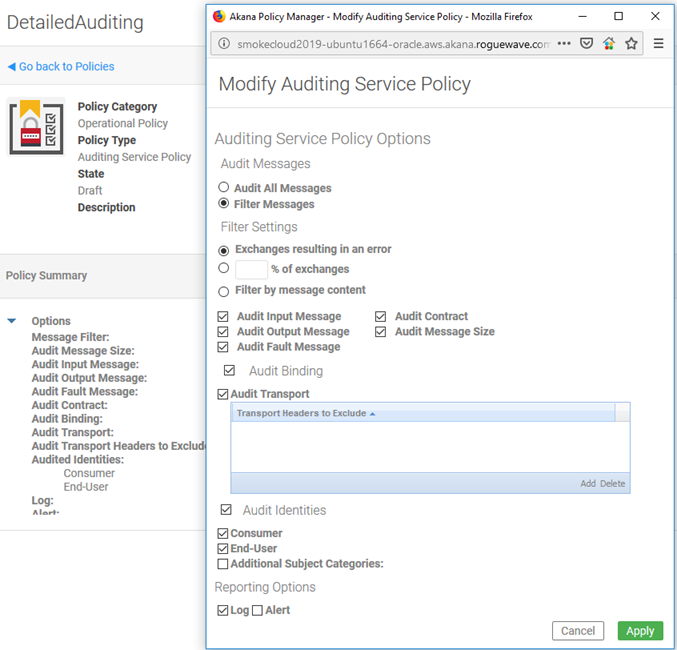 DetailedAuditing
Go back to Policies
Policy Category
Operational Policy
Policy Type
Auditing Service Policy
State
Draft
Description
Policy Summary
Options
Message Filter:
Audit Message Size:
Audit Input Message:
Audit Output Message:
Audit Fault Message:
Audit Contract:
Audit Binding:
Audit Transport:
Audit Transport Headers to Exclude
Audited Identities:
Consumer
End-User
Log:
Alert:
Akana Policy Manager - Modify Auditing Service Policy - Mozilla Firefox
smokecloud2019-ubuntu1664-oracle.aws.akana.roguewave.com
Modify Auditing Service Policy
Auditing Service Policy Options
Audit Messages
Audit All Messages
Filter Messages
Filter Settings
Exchanges resulting in an error
% of exchanges
Filter by message content
Audit Input Message Audit Contract
Audit Output Message Audit Message Size
Audit Fault Message
Audit Binding
Audit Transport
Transport Headers to Exclude
Add Delete
Audit Identities
Consumer
End-User
Additional Subject Categories:
Reporting Options
Log Alert
Cancel Apply